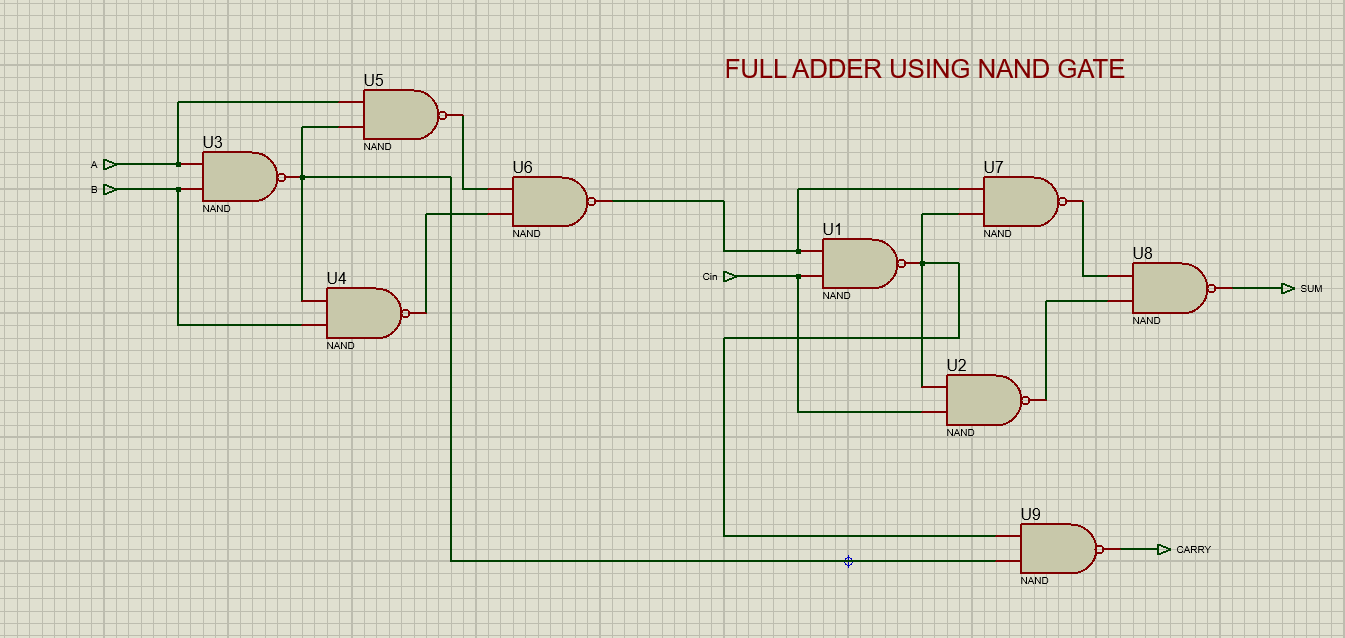 FULL ADDER USING NAND GATE
U5
NAND
U3
NAND
A
B
U6
NAND
U4
NAND
U7
NAND
U1
NAND
Cin
U8
NAND
SUM
U2
NAND
U9
NAND
CARRY